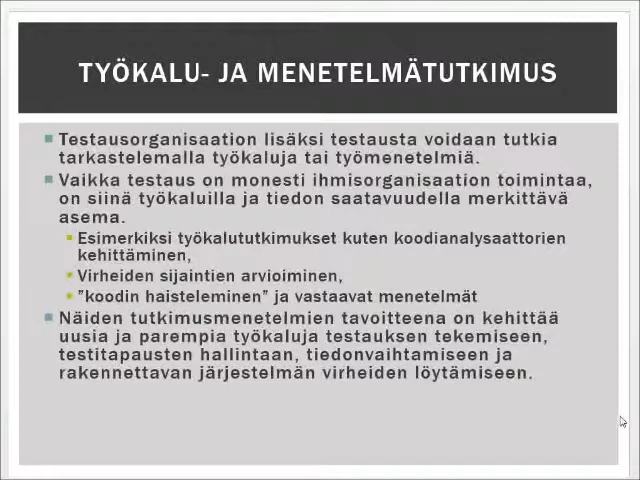 TYÖKALU- JA MENETELMÄTUTKIMUS
Testausorganisaation lisäksi testausta voidaan tutkia
tarkastelemalla työkaluja tai työmenetelmiä.
Vaikka testaus on monesti ihmisorganisaation toimintaa,
on siinä työkaluilla ja tiedon saatavuudella merkittävä
asema.
Esimerkiksi työkalututkimukset kuten koodianalysaattorien
kehittäminen,
Virheiden sijaintien arvioiminen,
"koodin haisteleminen" ja vastaavat menetelmät
Näiden tutkimusmenetelmien tavoitteena on kehittää
uusia ja parempia työkaluja testauksen tekemiseen,
testitapausten hallintaan, tiedonvaihtamiseen ja
rakennettavan järjestelmän virheiden löytämiseen.